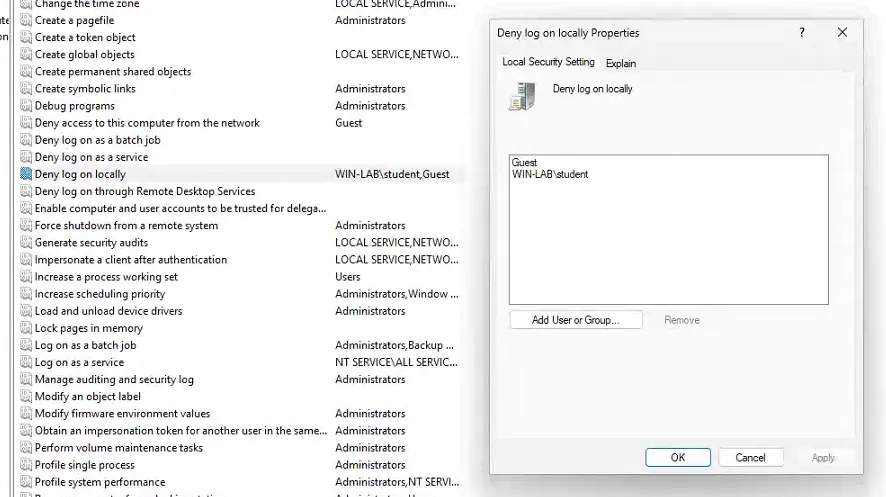 Change the time zone LOCAL SERVICE,Admini...
Create a pagefile Administrators
Create a token object
Create global objects LOCAL SERVICE,NETWO...
Create permanent shared objects
Create symbolic links Administrators
Debug programs Administrators
Deny access to this computer from the network Guest
Deny log on as a batch job
Deny log on as a service
Deny log on locally WIN-LAB\student,Guest
Deny log on through Remote Desktop Services
Enable computer and user accounts to be trusted for delega...
Force shutdown from a remote system Administrators
Generate security audits LOCAL SERVICE,NETWO...
Impersonate a client after authentication LOCAL SERVICE,NETWO...
Increase a process working set Users
Increase scheduling priority Administrators,Window ...
Load and unload device drivers Administrators
Lock pages in memory
Log on as a batch job Administrators,Backup ...
Log on as a service NT SERVICE\ALL SERVIC...
Manage auditing and security log Administrators
Modify an object label
Modify firmware environment values Administrators
Obtain an impersonation token for another user in the same... Administrators
Perform volume maintenance tasks Administrators
Profile single process Administrators
Profile system performance Administrators,NT SERVI...
Deny log on locally Properties ?
Local Security Setting Explain
Deny log on locally
Guest
WIN-LAB\student
Add User or Group... Remove
OK Cancel Apply